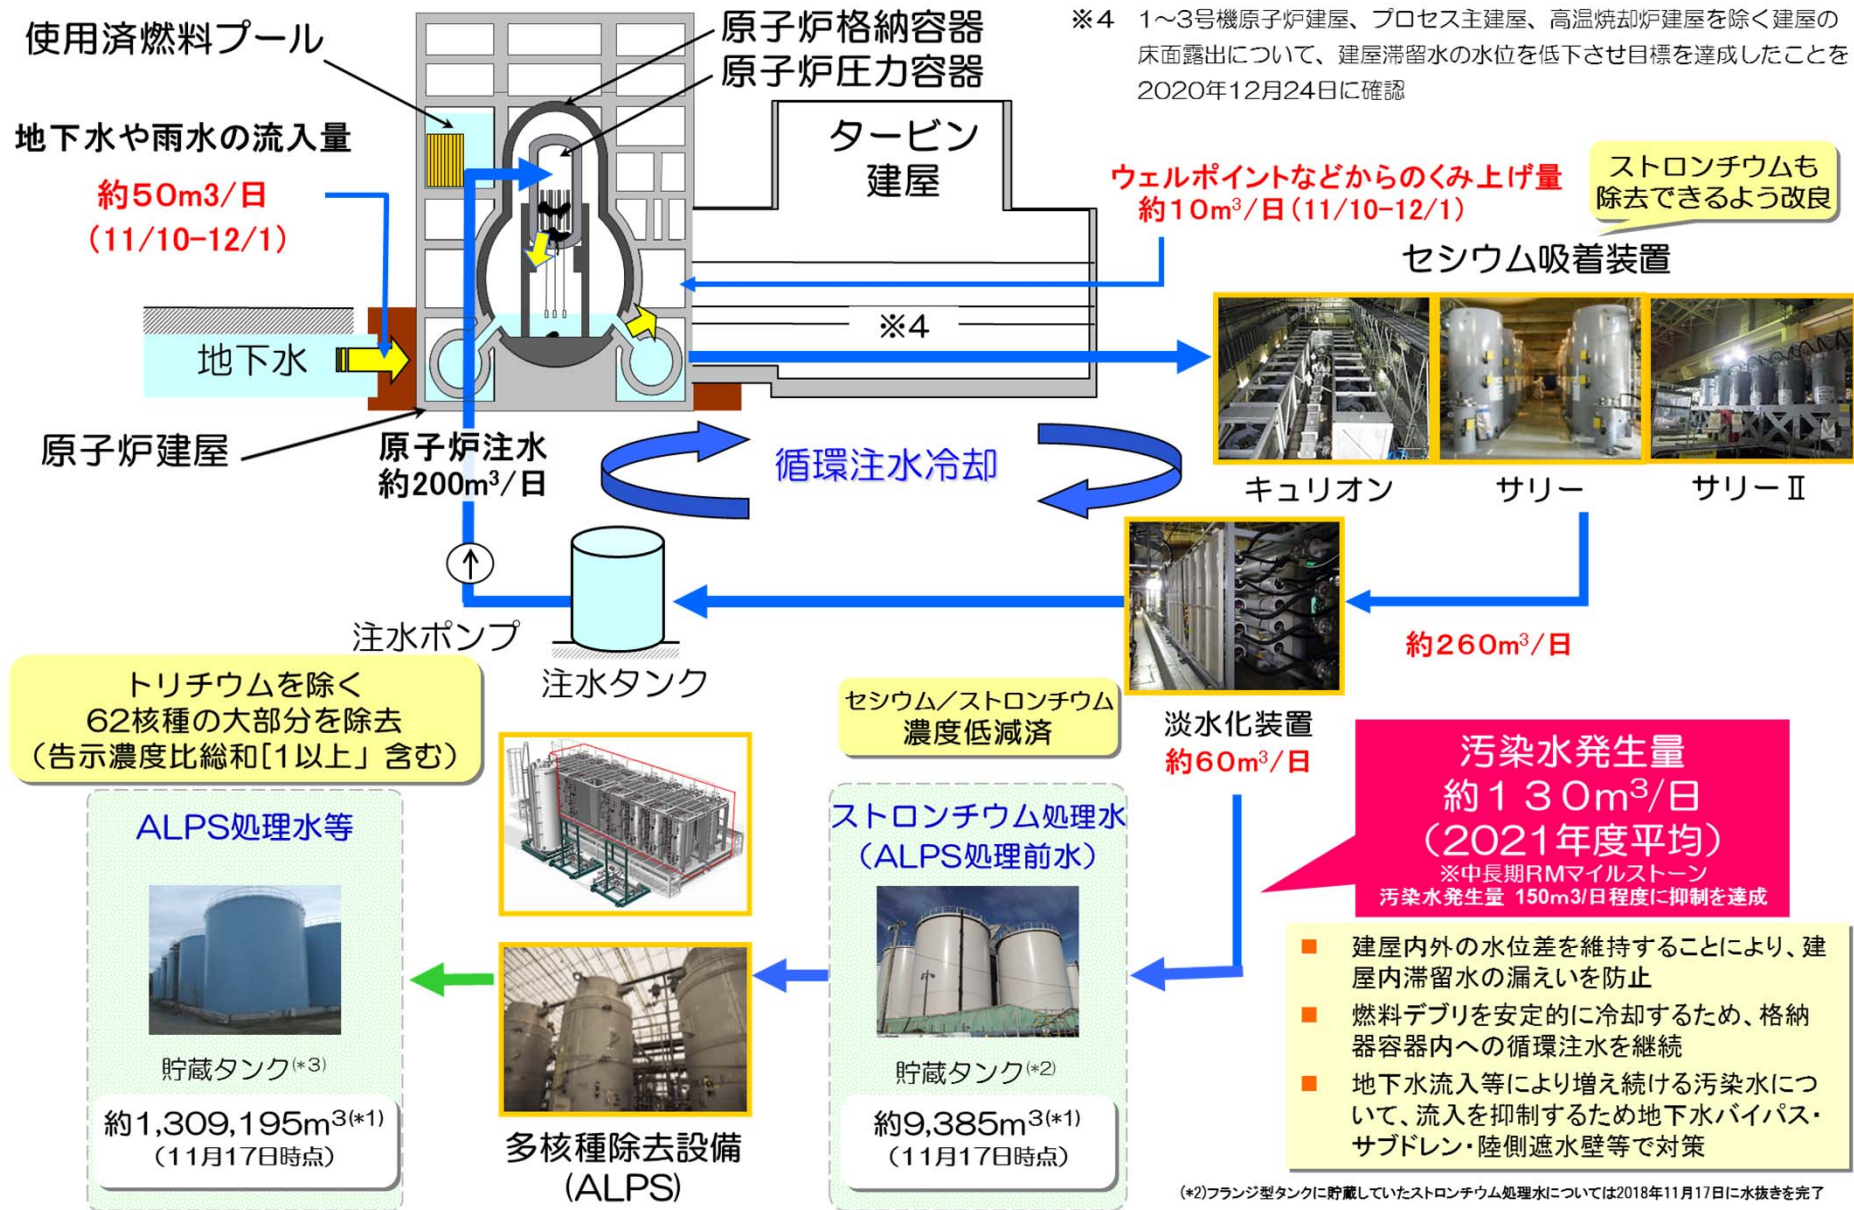 使用済燃料プール
原子炉格納容器
原子炉圧力容器
※4　1～3号機原子炉建屋、プロセス主建屋、高温焼却炉建屋を除く建屋の
床面露出について、建屋滞留水の水位を低下させ目標を達成したことを
2020年12月24日に確認
地下水や雨水の流入量
約50m3/日
(11/10-12/1)
タービン
建屋
ウェルポイントなどからのくみ上げ量
約10m³/日(11/10-12/1)
ストロンチウムも
除去できるよう改良
セシウム吸着装置
※4
地下水
原子炉建屋
原子炉注水
約200m³/日
循環注水冷却
キュリオン
サリー
サリーⅡ
注水ポンプ
注水タンク
約260m³/日
淡水化装置
約60m³/日
トリチウムを除く
62核種の大部分を除去
(告示濃度比総和[1以上」含む)
セシウム／ストロンチウム
濃度低減済
汚染水発生量
約130m³/日
(2021年度平均)
※中長期RMマイルストーン
汚染水発生量 150m3/日程度に抑制を達成
ALPS処理水等
貯蔵タンク(*3)
約1,309,195m³(*1)
(11月17日時点)
多核種除去設備
(ALPS)
ストロンチウム処理水
(ALPS処理前水)
貯蔵タンク(*2)
約9,385m³(*1)
(11月17日時点)
■ 建屋内外の水位差を維持することにより、建
屋内滞留水の漏えいを防止
■ 燃料デブリを安定的に冷却するため、格納
器容器内への循環注水を継続
■ 地下水流入等により増え続ける汚染水につ
いて、流入を抑制するため地下水バイパス・
サブドレン・陸側遮水壁等で対策
(*2)フランジ型タンクに貯蔵していたストロンチウム処理水については2018年11月17日に水抜きを完了